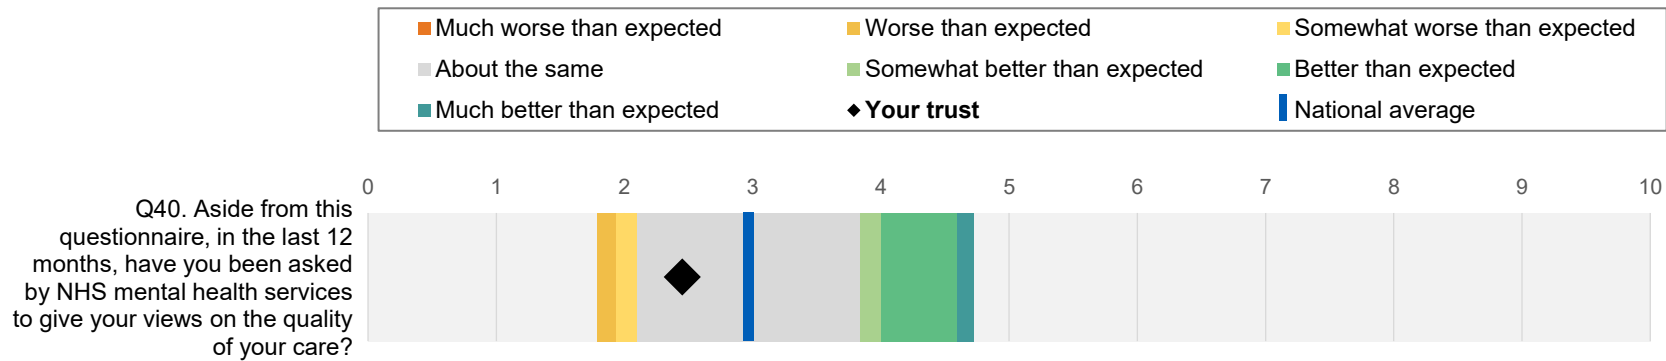 Much worse than expected
Worse than expected
Somewhat worse than expected
About the same
Somewhat better than expected
Better than expected
Much better than expected
Your trust
National average
0 1 2 3 4 5 6 7 8 9 10
Q40. Aside from this
questionnaire, in the last 12
months, have you been asked
by NHS mental health services
to give your views on the quality
of your care?